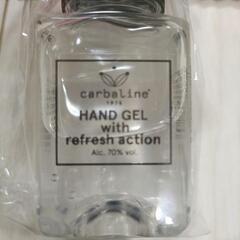 carbaline
1976
HAND GEL
with
refresh action
Alc. 70% vol.